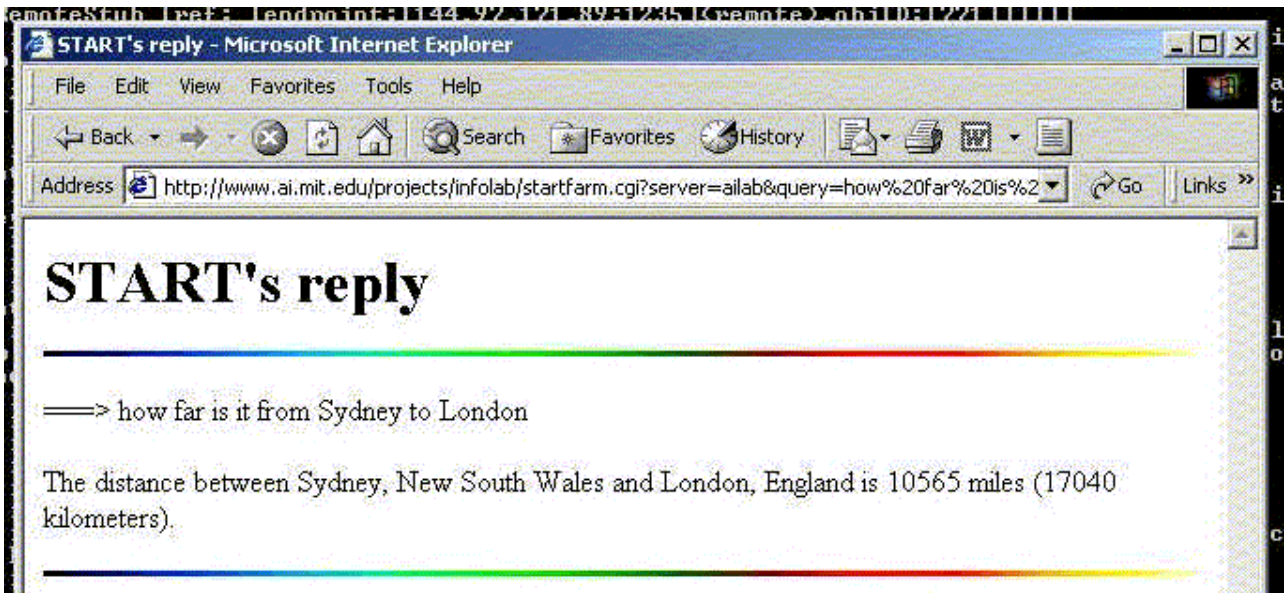 START's reply - Microsoft Internet Explorer
File Edit View Favorites Tools Help
Back Search Favorites History
Address http://www.ai.mit.edu/projects/infolab/startfarm.cgi?server=ailab&query=how%20far%20is%2 Go Links »
START's reply
===> how far is it from Sydney to London
The distance between Sydney, New South Wales and London, England is 10565 miles (17040
kilometers).